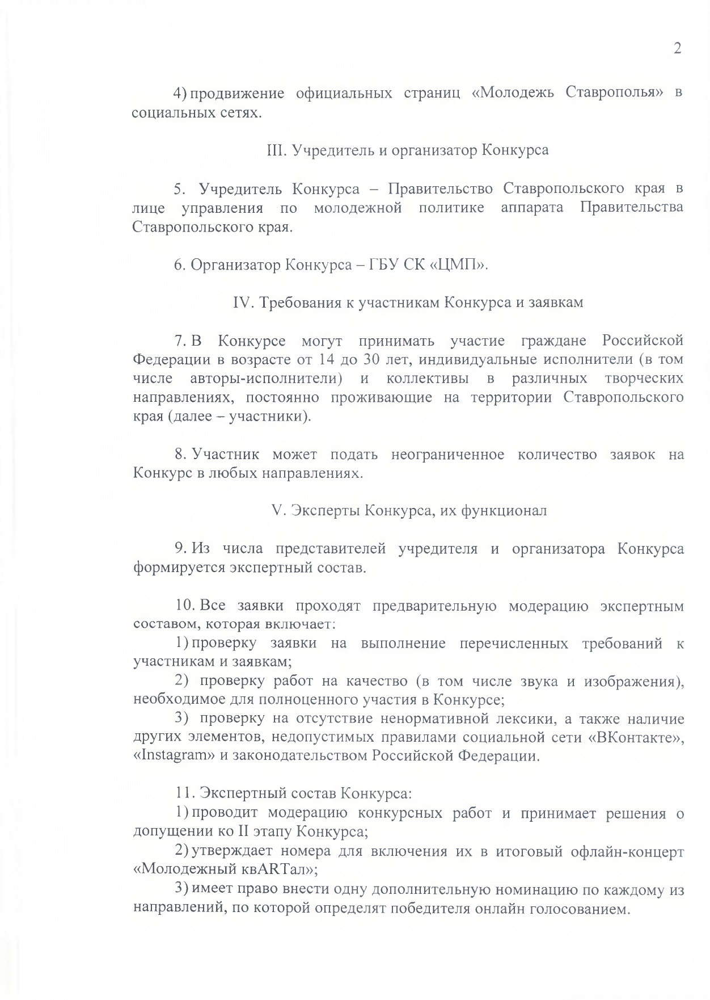 2
4) продвижение официальных страниц «Молодежь Ставрополья» в
социальных сетях.
III. Учредитель и организатор Конкурса
5. Учредитель Конкурса – Правительство Ставропольского края в
лице управления по молодежной политике аппарата Правительства
Ставропольского края.
6. Организатор Конкурса – ГБУ СК «ЦМП».
IV. Требования к участникам Конкурса и заявкам
7. В Конкурсе могут принимать участие граждане Российской
Федерации в возрасте от 14 до 30 лет, индивидуальные исполнители (в том
числе авторы-исполнители) и коллективы в различных творческих
направлениях, постоянно проживающие на территории Ставропольского
края (далее – участники).
8. Участник может подать неограниченное количество заявок на
Конкурс в любых направлениях.
V. Эксперты Конкурса, их функционал
9. Из числа представителей учредителя и организатора Конкурса
формируется экспертный состав.
10. Все заявки проходят предварительную модерацию экспертным
составом, которая включает:
1) проверку заявки на выполнение перечисленных требований к
участникам и заявкам;
2) проверку работ на качество (в том числе звука и изображения),
необходимое для полноценного участия в Конкурсе;
3) проверку на отсутствие ненормативной лексики, а также наличие
других элементов, недопустимых правилами социальной сети «ВКонтакте»,
«Instagram» и законодательством Российской Федерации.
11. Экспертный состав Конкурса:
1) проводит модерацию конкурсных работ и принимает решения о
допущении ко II этапу Конкурса;
2) утверждает номера для включения их в итоговый офлайн-концерт
«Молодежный квARTал»;
3) имеет право внести одну дополнительную номинацию по каждому из
направлений, по которой определят победителя онлайн голосованием.